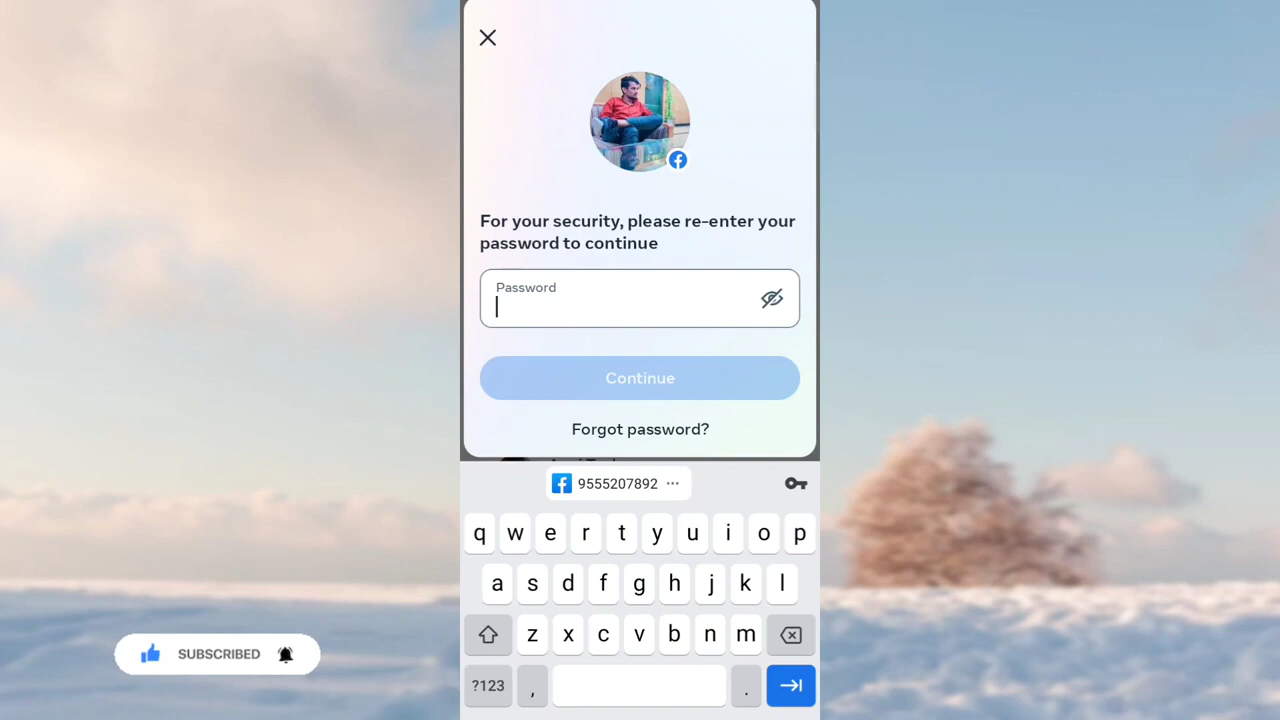 For your security, please re-enter your
password to continue
Password
Continue
Forgot password?
9555207892 ...
q w e r t y u i o p
a s d f g h j k l
z x c v b n m
?123 , .
SUBSCRIBED